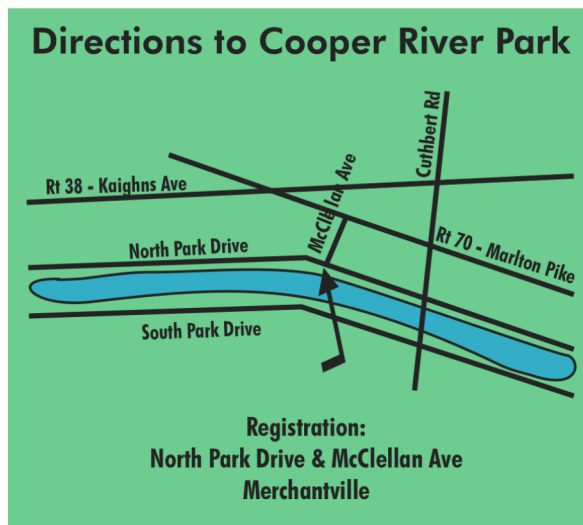 Directions to Cooper River Park
Cuthbert Rd
McClellan Ave
Rt 38 - Kaighns Ave
North Park Drive
Rt 70 - Marlton Pike
South Park Drive
Registration:
North Park Drive & McClellan Ave
Merchantville